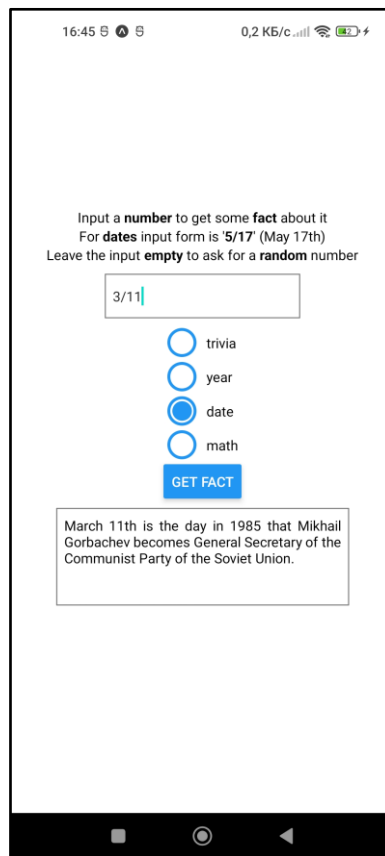 16:45 0,2 КБ/с 42
Input a number to get some fact about it
For dates input form is '5/17' (May 17th)
Leave the input empty to ask for a random number
3/11
trivia
year
date
math
GET FACT
March 11th is the day in 1985 that Mikhail
Gorbachev becomes General Secretary of the
Communist Party of the Soviet Union.